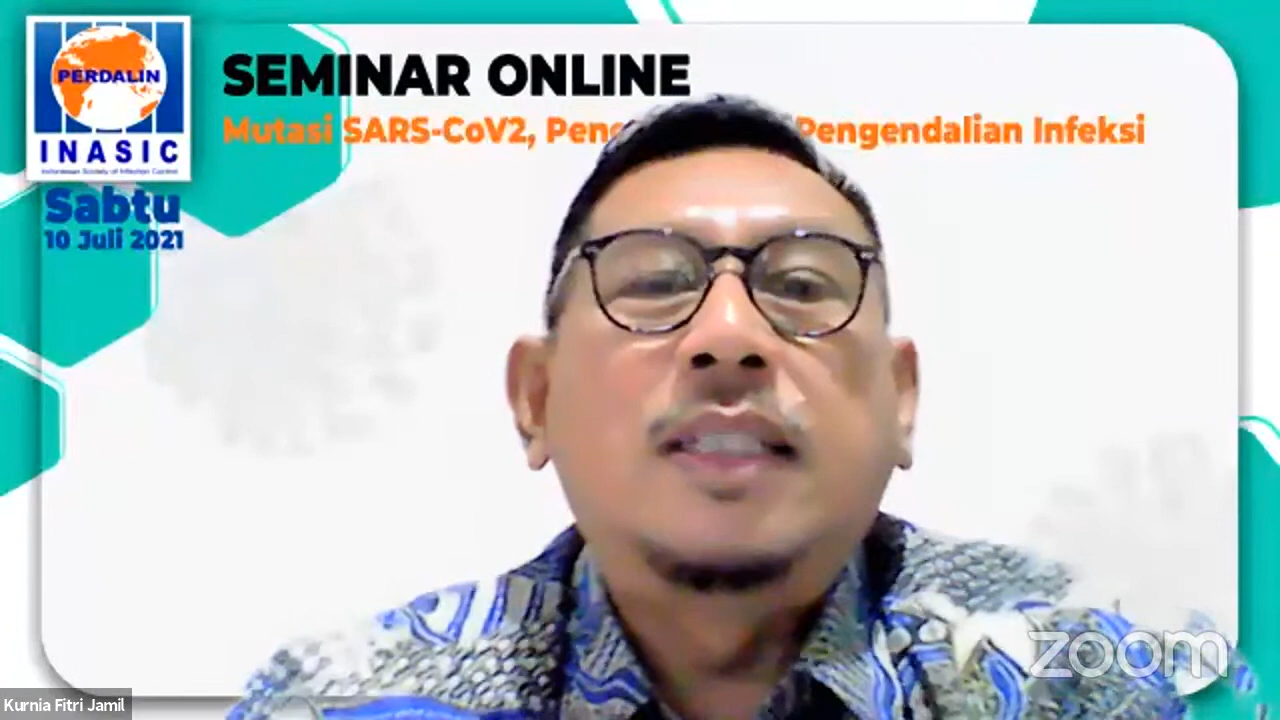 PERDALIN
INASIC
Indonesian Society of Infection Control
Sabtu
10 Juli 2021
SEMINAR ONLINE
Mutasi SARS-CoV2, Pengendalian Infeksi
zoom
Kurnia Fitri Jamil